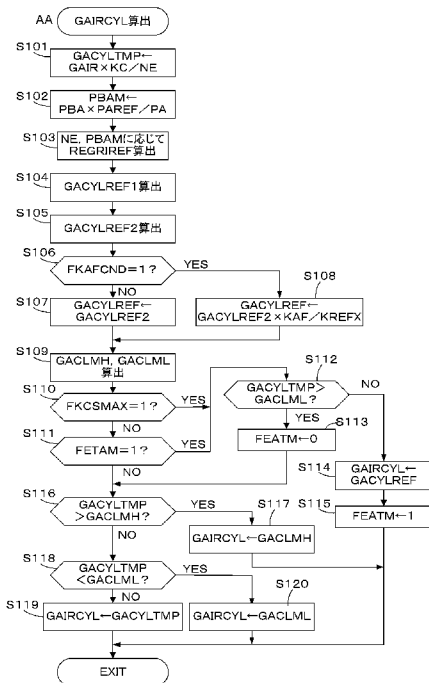 AA
GAIRCYL算出
S101
GACYLTMP←
GAIR×KC/NE
S102
PBAM←
PBA×PAREF/PA
S103
NE, PBAMに応じて
REGRIREF算出
S104
GACYLREF1算出
S105
GACYLREF2算出
S106
FKAFCND=1?
YES
NO
S107
GACYLREF←
GACYLREF2
S108
GACYLREF←
GACYLREF2×KAF/KREFX
S109
GACLMH, GACLML
算出
S110
FKCSMAX=1?
YES
NO
S111
FETAM=1?
YES
NO
S112
GACYLTMP>
GACLML?
NO
YES
S113
FEATM←0
S114
GAIRCYL←
GACYLREF
S115
FEATM←1
S116
GACYLTMP
>GACLMH?
YES
NO
S117
GAIRCYL←GACLMH
S118
GACYLTMP
<GACLML?
YES
NO
S119
GAIRCYL←GACYLTMP
S120
GAIRCYL←GACLML
EXIT